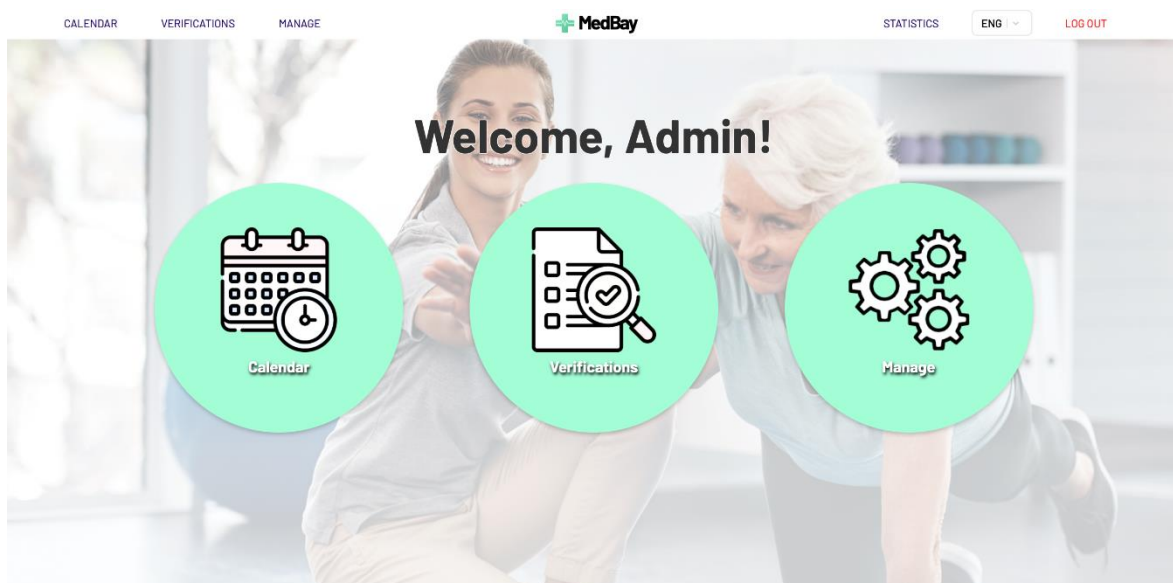 CALENDAR VERIFICATIONS MANAGE MedBay STATISTICS ENG LOG OUT
Welcome, Admin!
Calendar Verifications Manage